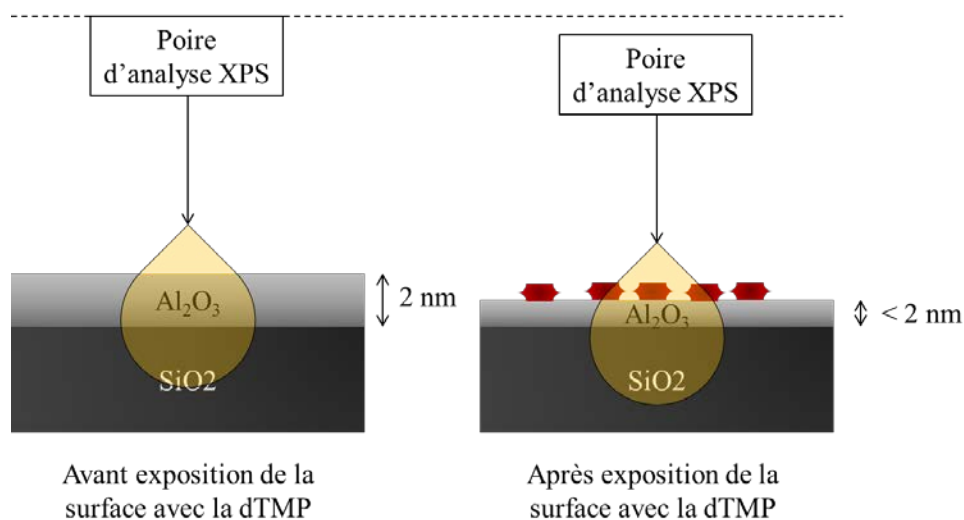 Poire
d’analyse XPS
Al₂O₃
2 nm
SiO2
Avant exposition de la
surface avec la dTMP
Poire
d’analyse XPS
Al₂O₃
< 2 nm
SiO2
Après exposition de la
surface avec la dTMP